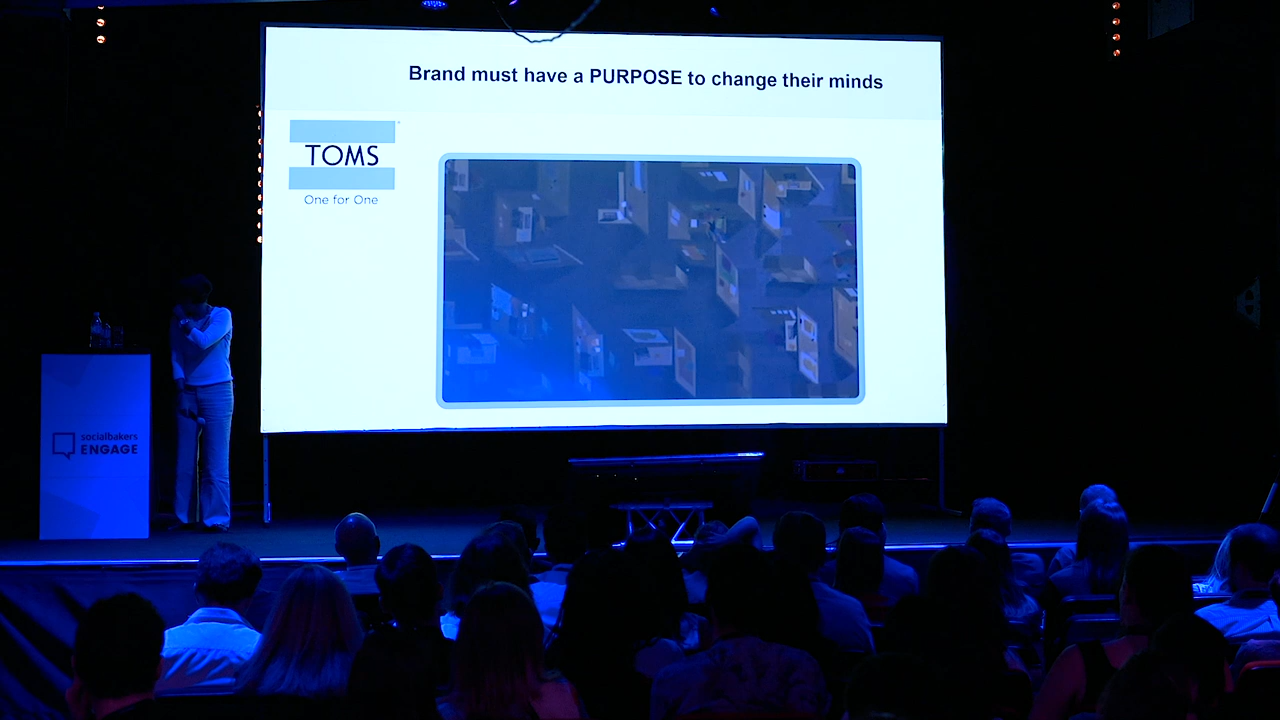 Brand must have a PURPOSE to change their minds
TOMS
One for One
socialbakers
ENGAGE